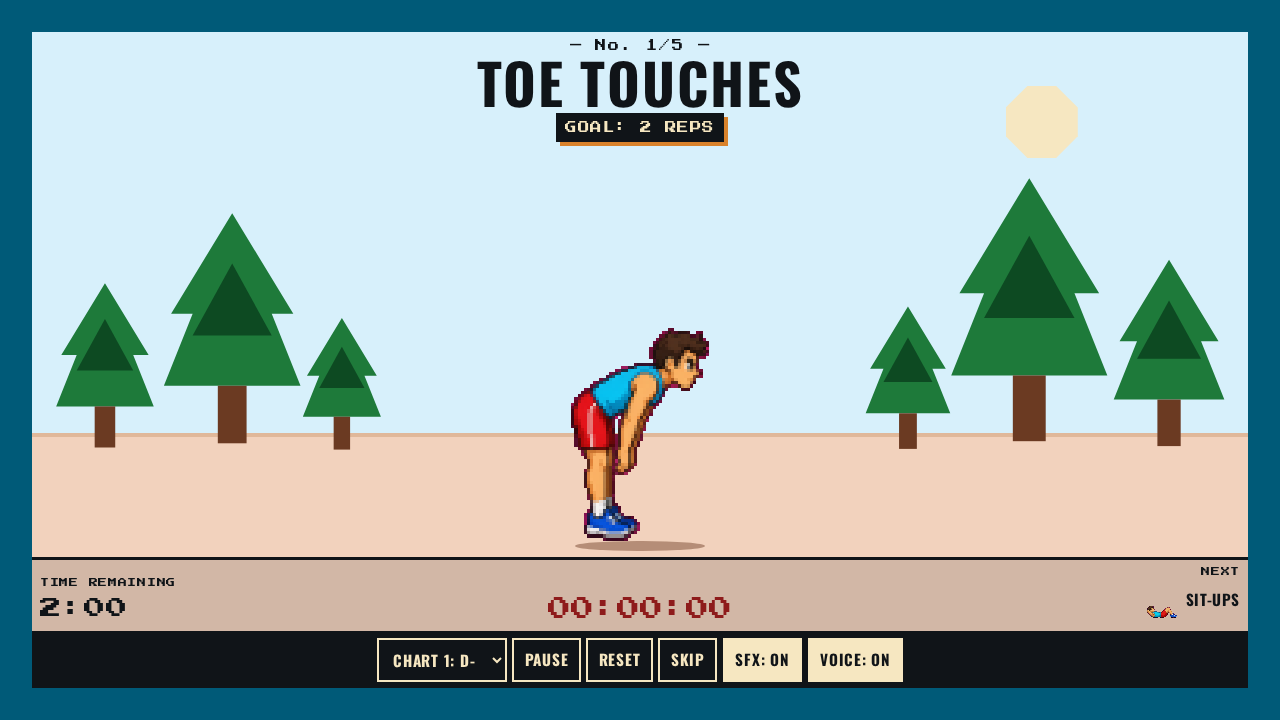 — No. 1/5 —
TOE TOUCHES
GOAL: 2 REPS
TIME REMAINING
2:00
00:00:00
NEXT
SIT-UPS
CHART 1: D-
PAUSE
RESET
SKIP
SFX: ON
VOICE: ON